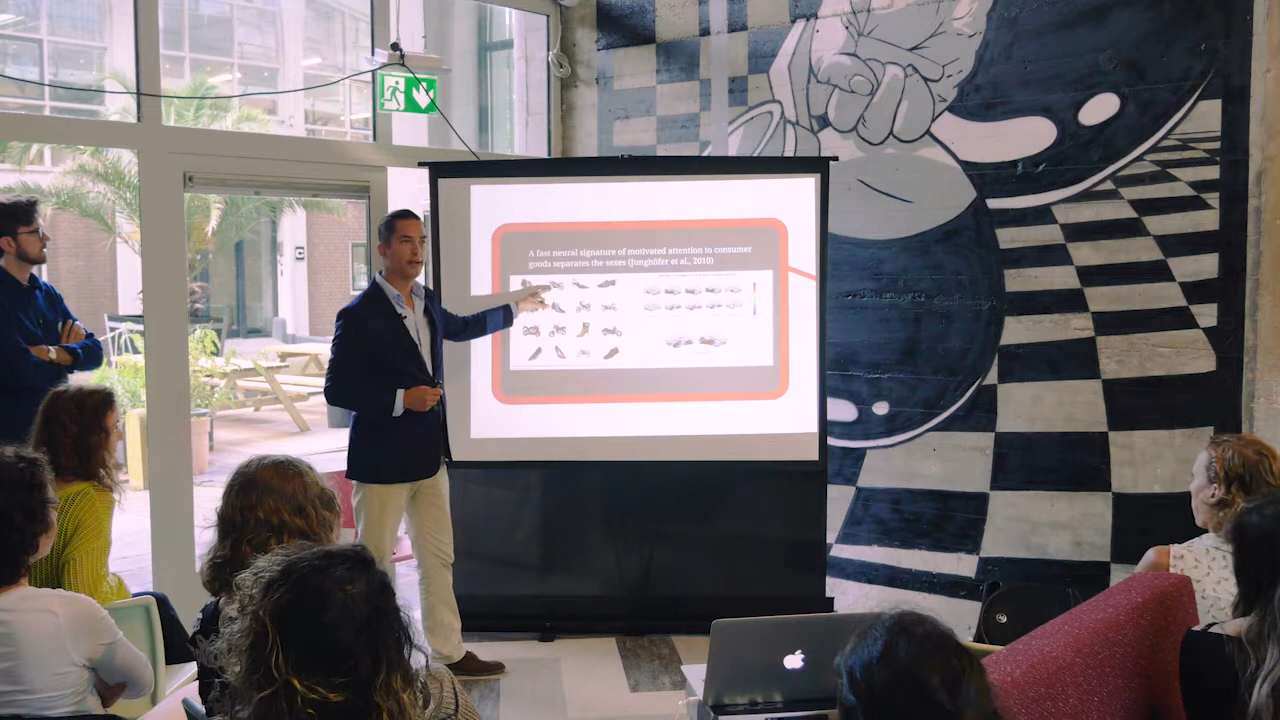 A fast neural signature of motivated attention to consumer
goods separates the sexes (Junghöfer et al., 2010)
C